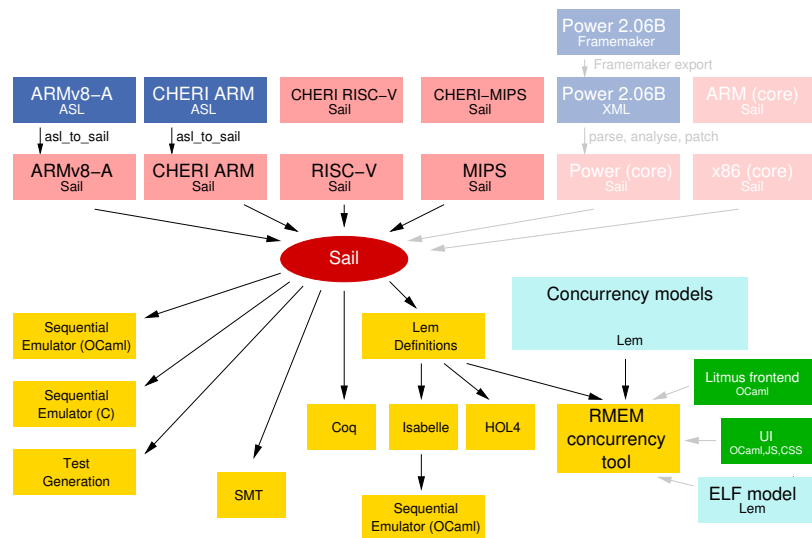 Power 2.06B
Framemaker
Framemaker export
ARMv8-A
ASL
CHERI ARM
ASL
CHERI RISC-V
Sail
CHERI-MIPS
Sail
Power 2.06B
XML
ARM (core)
Sail
asl_to_sail
asl_to_sail
parse, analyse, patch
ARMv8-A
Sail
CHERI ARM
Sail
RISC-V
Sail
MIPS
Sail
Power (core)
Sail
x86 (core)
Sail
Sail
Concurrency models
Lem
Sequential
Emulator (OCaml)
Lem
Definitions
Litmus frontend
OCaml
Sequential
Emulator (C)
Coq
Isabelle
HOL4
RMEM
concurrency
tool
UI
OCaml,JS,CSS
Test
Generation
SMT
Sequential
Emulator (OCaml)
ELF model
Lem